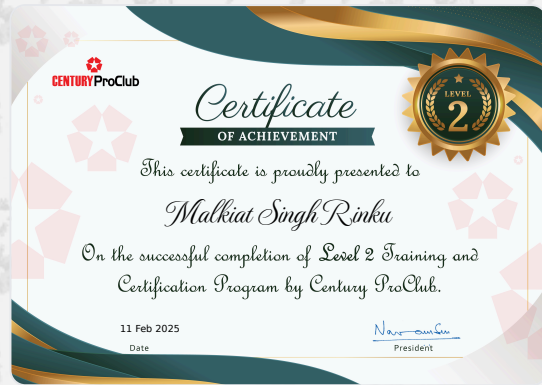 CENTURY ProClub
LEVEL
2
Certificate
OF ACHIEVEMENT
This certificate is proudly presented to
Malkiat Singh Rinku
On the successful completion of Level 2 Training and
Certification Program by Century ProClub.
11 Feb 2025
Date
President